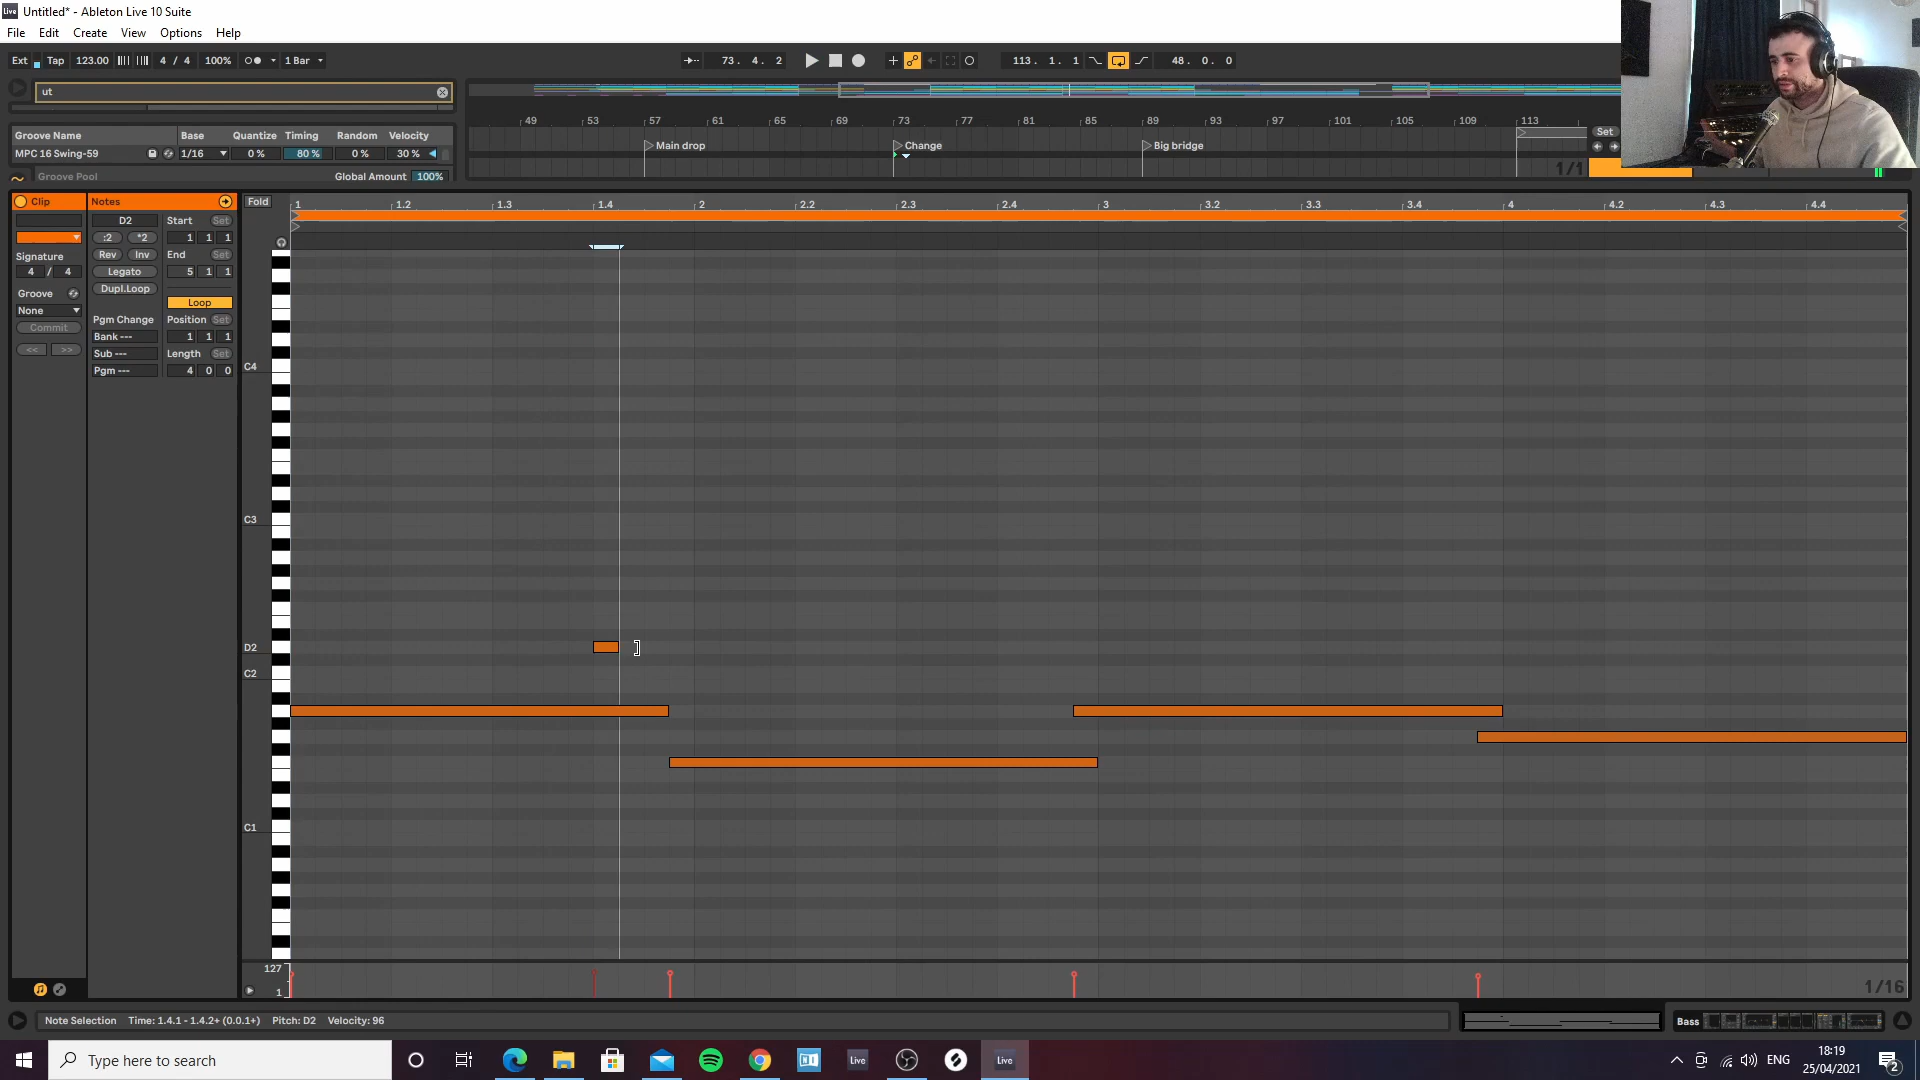 Live Untitled* - Ableton Live 10 Suite
File Edit Create View Options Help
Ext Tap 123.00 4 / 4 100% 1 Bar 73. 4. 2 113. 1. 1 48. 0. 0
ut
49 53 57 61 65 69 73 77 81 85 89 93 97 101 105 109 113
Set
Groove Name Base Quantize Timing Random Velocity
MPC 16 Swing-59 1/16 0 % 80 % 0 % 30 %
Main drop Change Big bridge
Groove Pool Global Amount 100%
1/1
Clip Notes Fold
1 1.2 1.3 1.4 2 2.2 2.3 2.4 3 3.2 3.3 3.4 4 4.2 4.3 4.4
D2 Start Set
:2 *2 1 1 1
Signature Rev Inv End Set
4 / 4 Legato 5 1 1
Groove Dupl.Loop
None Loop
Commit Pgm Change Position Set
<< >> Bank --- 1 1 1
Sub --- Length Set
Pgm --- 4 0 0
C4
C3
D2
C2
C1
127
1
1/16
Note Selection Time: 1.4.1 - 1.4.2+ (0.0.1+) Pitch: D2 Velocity: 96
Bass
Type here to search
Live Live
ENG 18:19
25/04/2021
2